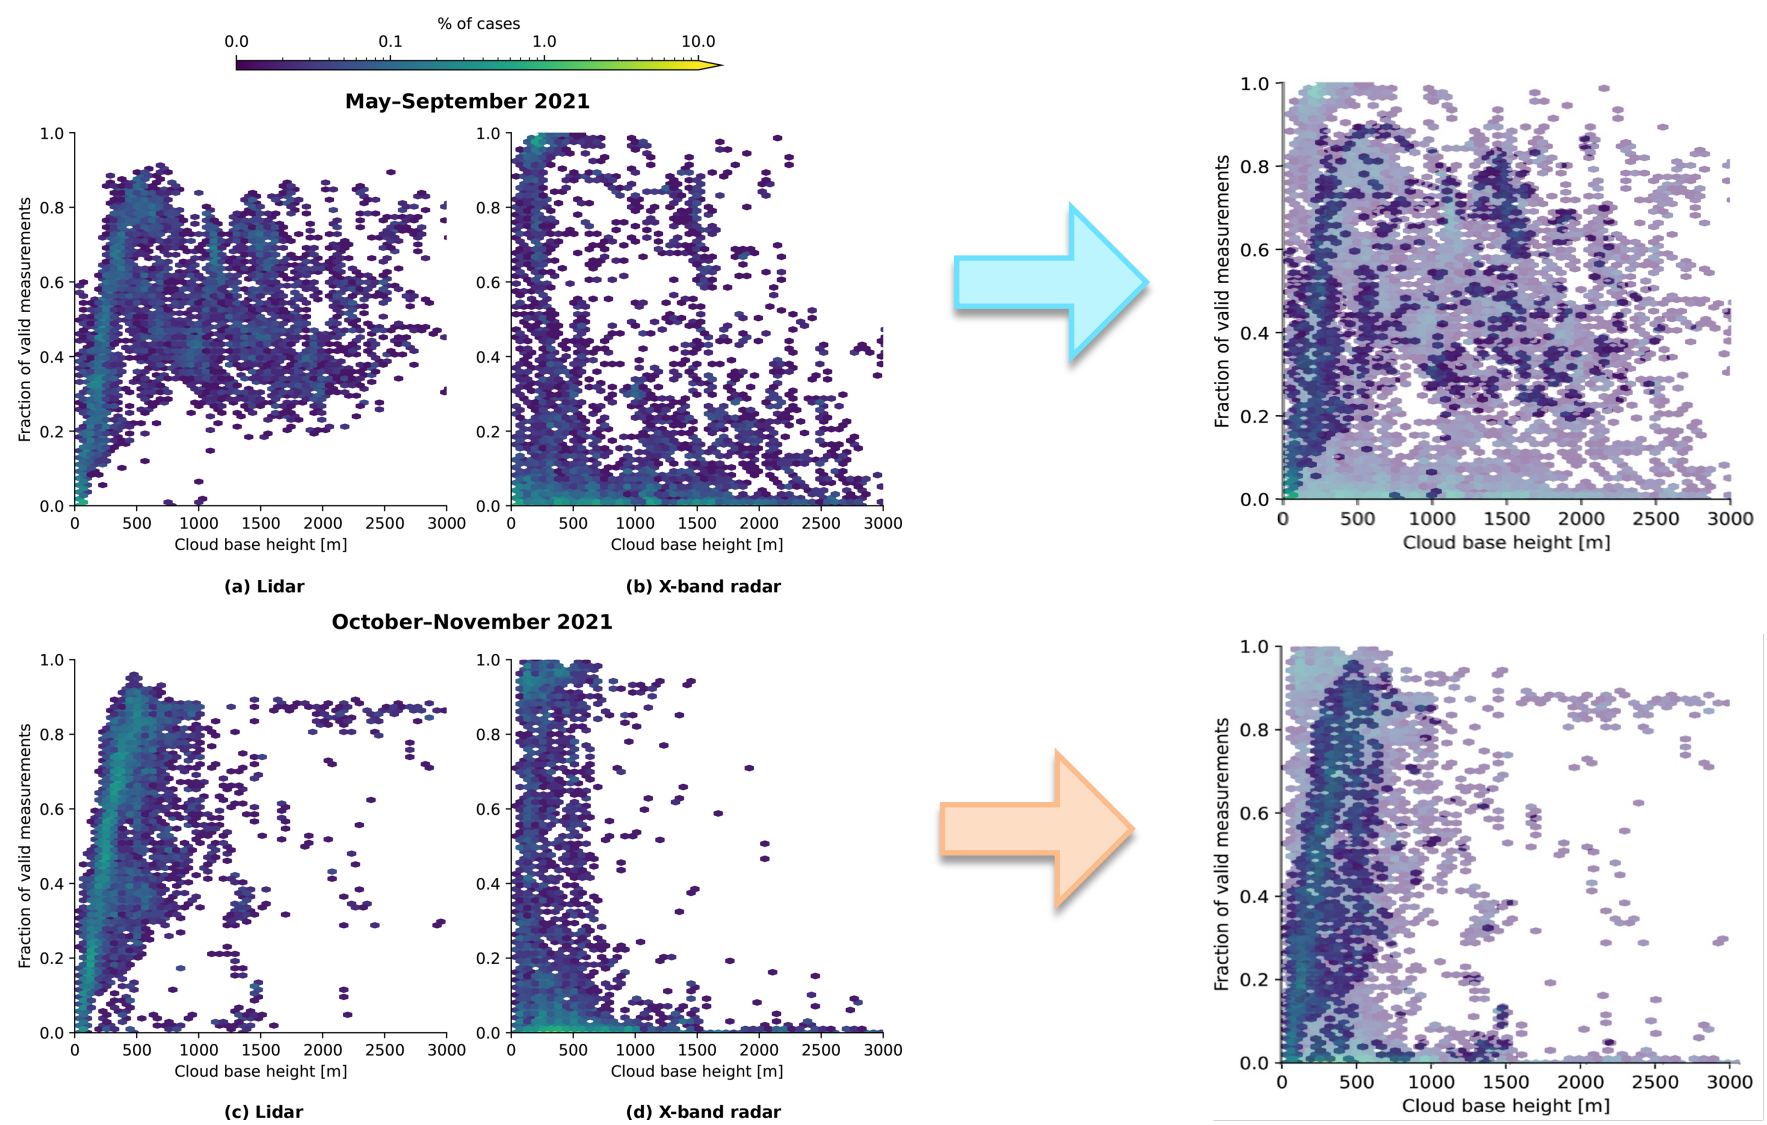 % of cases
0.0 0.1 1.0 10.0
May–September 2021
1.0
0.8
0.6
0.4
0.2
0.0
Fraction of valid measurements
0 500 1000 1500 2000 2500 3000
Cloud base height [m]
(a) Lidar
1.0
0.8
0.6
0.4
0.2
0.0
0 500 1000 1500 2000 2500 3000
Cloud base height [m]
(b) X-band radar
1.0
0.8
0.6
0.4
0.2
0.0
Fraction of valid measurements
0 500 1000 1500 2000 2500 3000
Cloud base height [m]
October–November 2021
1.0
0.8
0.6
0.4
0.2
0.0
Fraction of valid measurements
0 500 1000 1500 2000 2500 3000
Cloud base height [m]
(c) Lidar
1.0
0.8
0.6
0.4
0.2
0.0
0 500 1000 1500 2000 2500 3000
Cloud base height [m]
(d) X-band radar
1.0
0.8
0.6
0.4
0.2
0.0
Fraction of valid measurements
0 500 1000 1500 2000 2500 3000
Cloud base height [m]